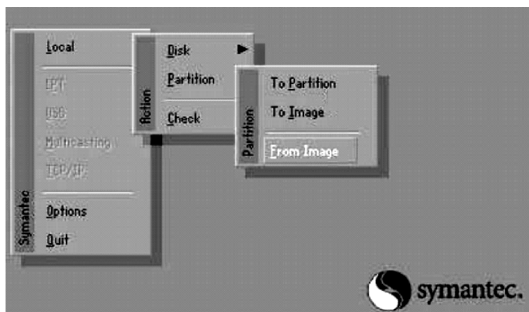 Local
LPT
USB
Multicasting
TCP/IP
Options
Quit
Symantec
Disk
Partition
Check
Action
To Partition
To Image
From Image
Partition
symantec.